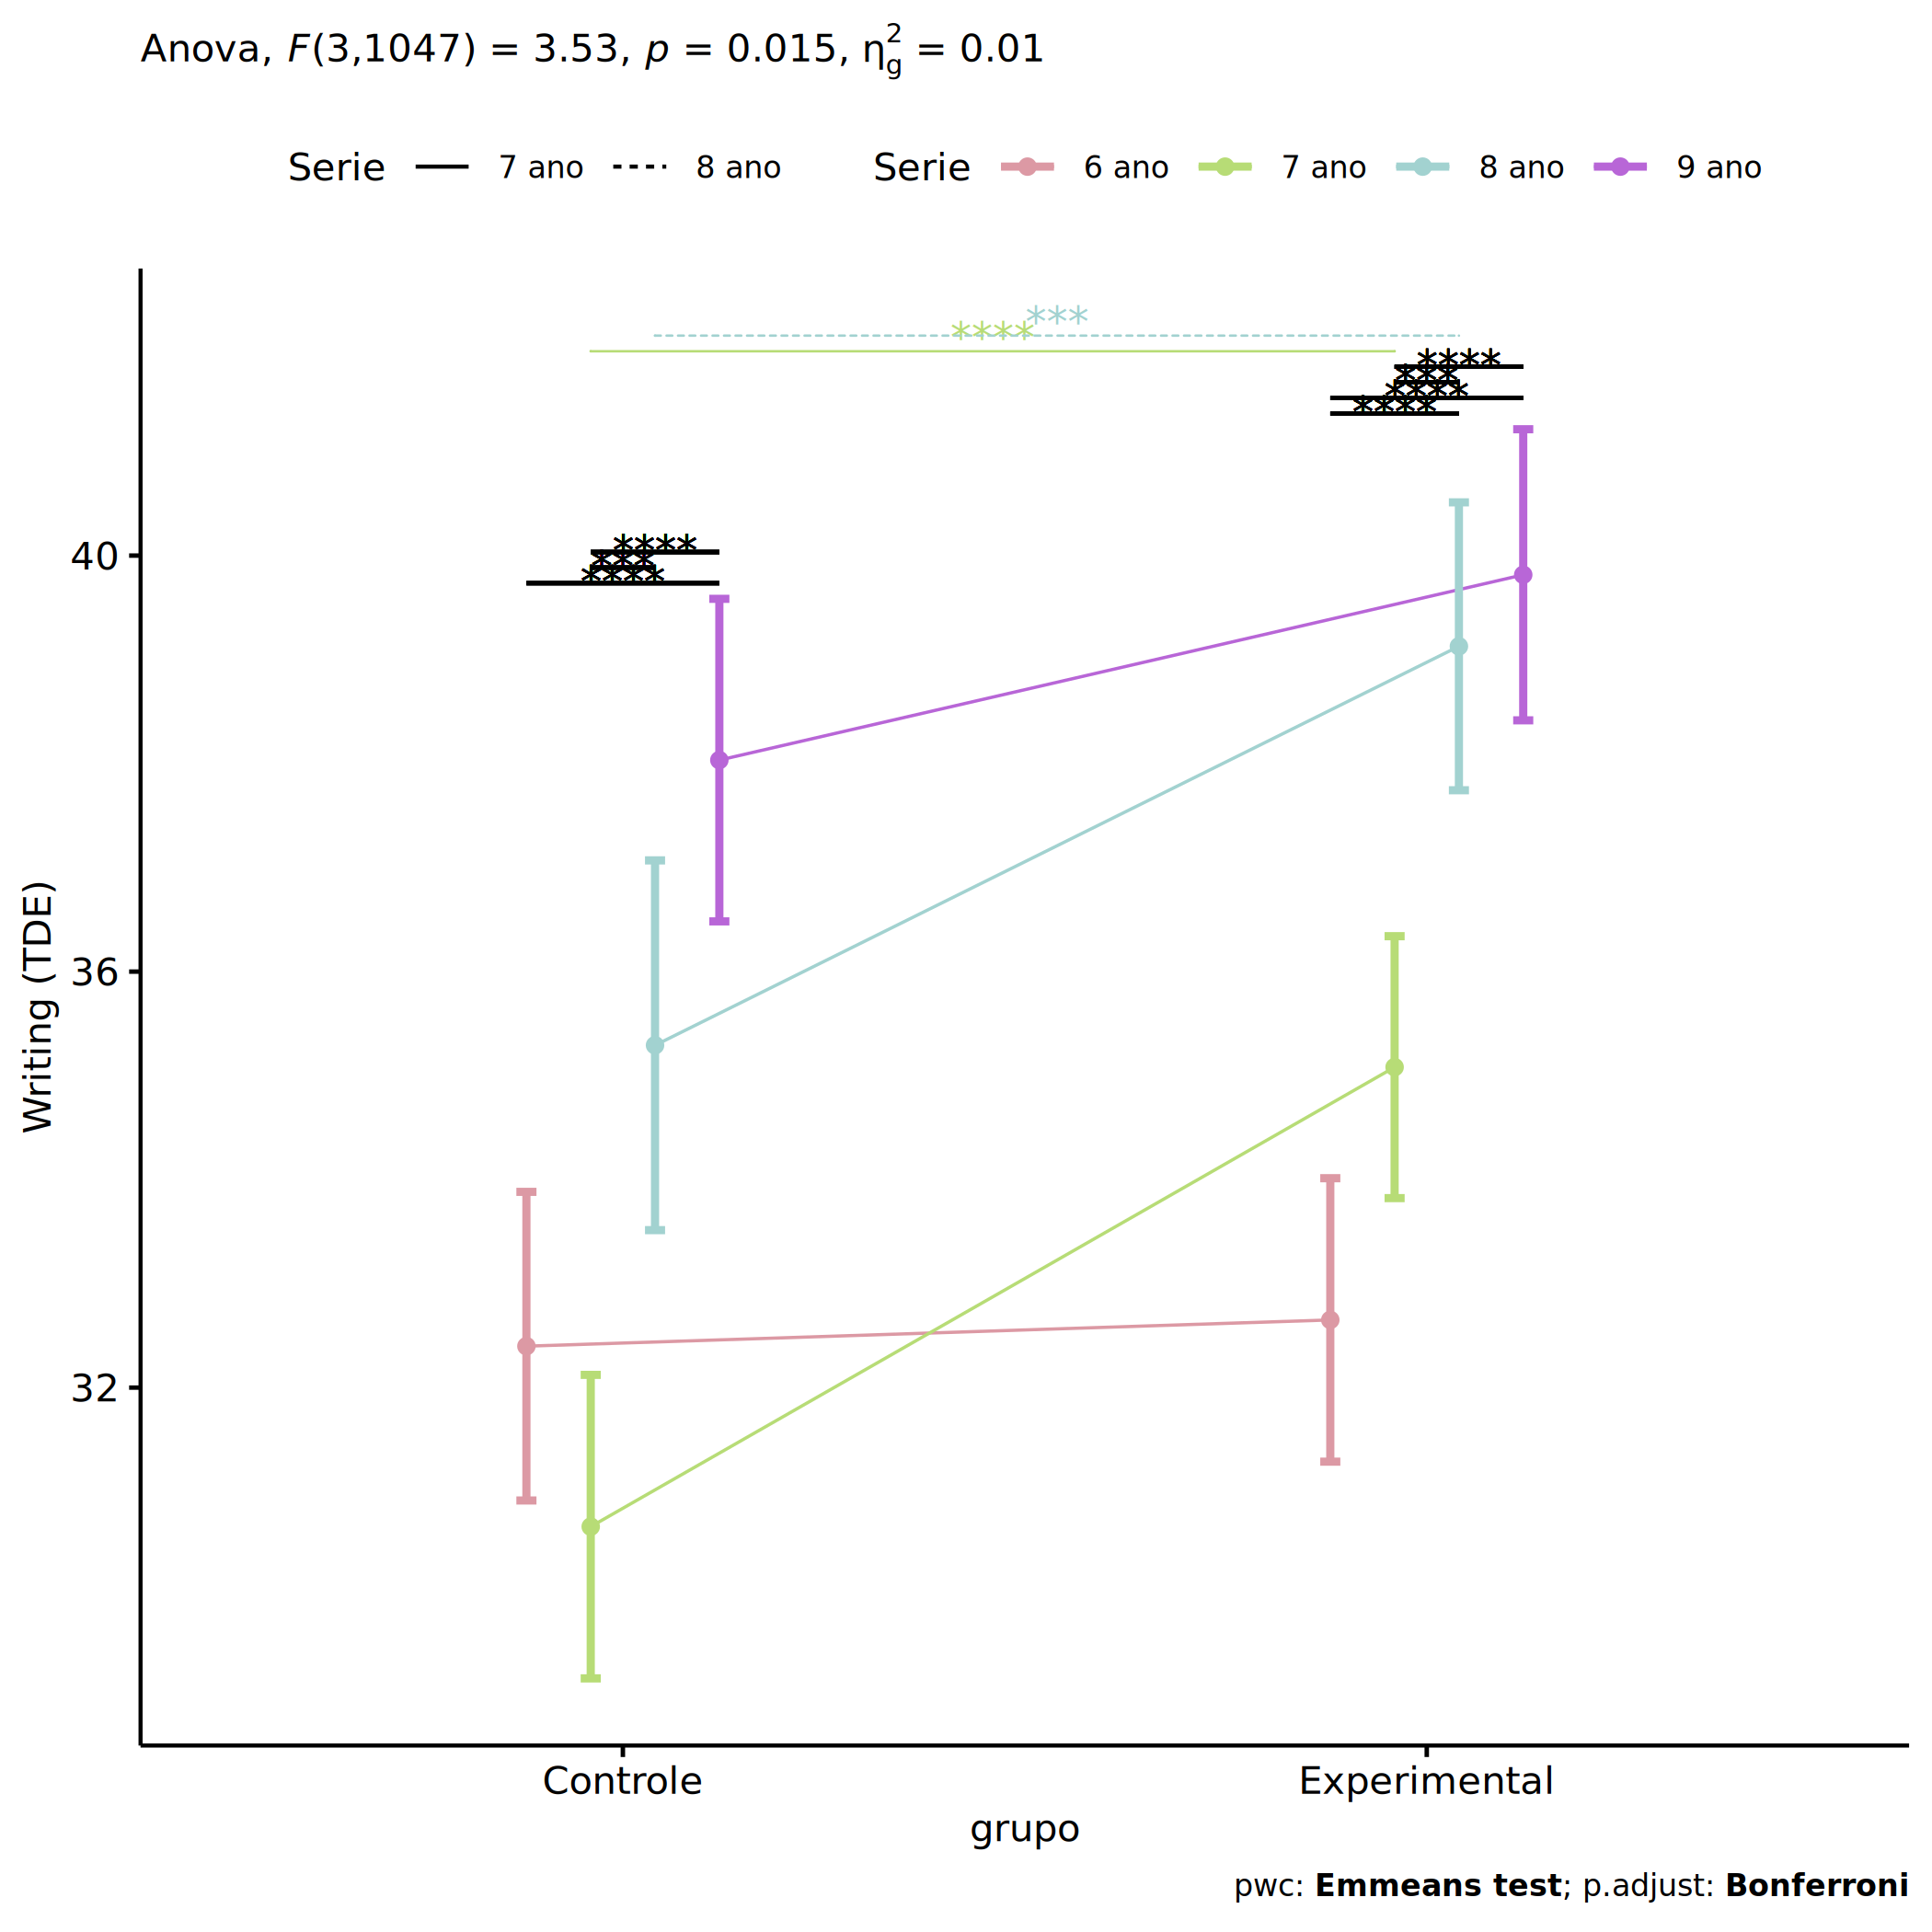 Anova, F(3,1047) = 3.53, p = 0.015, η²g = 0.01
Serie 7 ano 8 ano Serie 6 ano 7 ano 8 ano 9 ano
***
****
****
***
****
****
****
***
****
40
36
32
Writing (TDE)
Controle Experimental
grupo
pwc: Emmeans test; p.adjust: Bonferroni